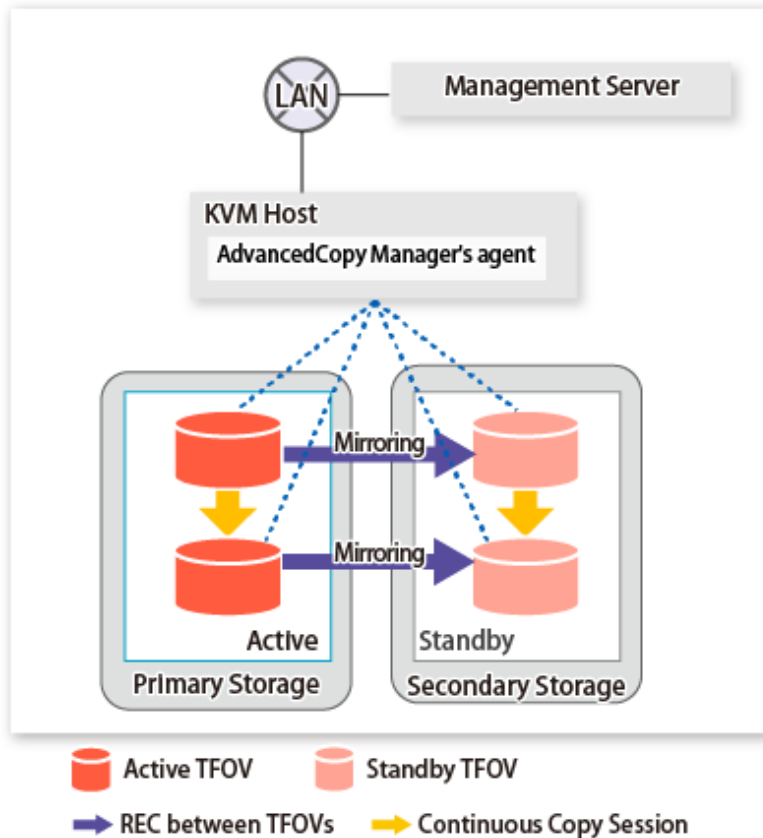 LAN
Management Server
KVM Host
AdvancedCopy Manager's agent
Mirroring
Mirroring
Active
Standby
Primary Storage
Secondary Storage
Active TFOV
Standby TFOV
REC between TFOVs
Continuous Copy Session